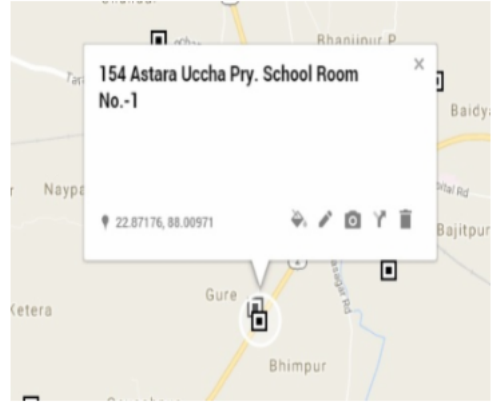 Bhanjipur P
154 Astara Uccha Pry. School Room
No.-1
Baidy
Naypa
22.87176, 88.00971
Bajitpur
Gure
Ketera
Bhimpur